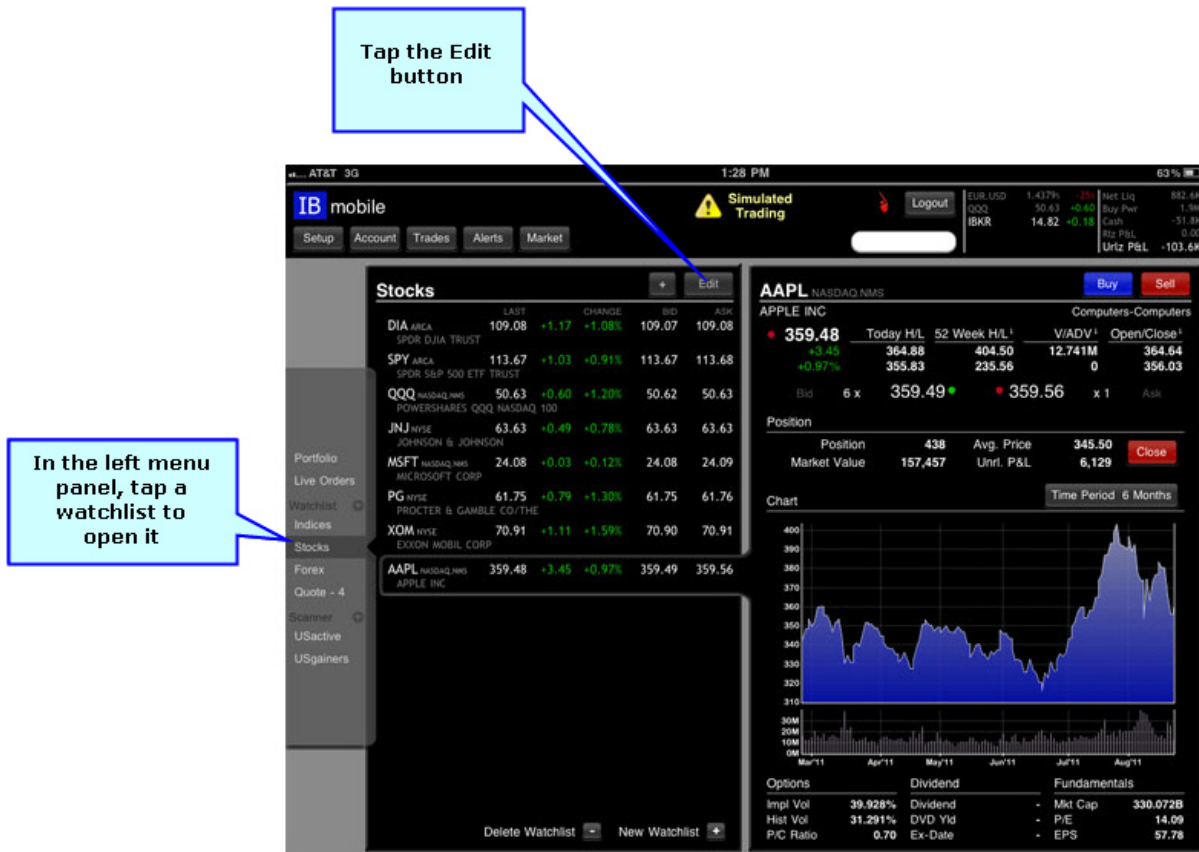 Tap the Edit
button
In the left menu
panel, tap a
watchlist to
open it
AT&T 3G 1:28 PM 63%
IB mobile
Simulated
Trading
Logout
Setup Account Trades Alerts Market
EUR.USD 1.4379
QQQ 50.63 +0.60
IBKR 14.82 +0.18
Net Liq 882.6K
Buy Pwr 1.9M
Cash -51.8K
Rlz P&L 0.00
Urlz P&L -103.6K
Portfolio
Live Orders
Watchlist
Indices
Stocks
Forex
Quote - 4
Scanner
USactive
USgainers
Stocks + Edit
LAST CHANGE BID ASK
DIA ARCA 109.08 +1.17 +1.08% 109.07 109.08
SPDR DJIA TRUST
SPY ARCA 113.67 +1.03 +0.91% 113.67 113.68
SPDR S&P 500 ETF TRUST
QQQ NASDAQ.NMS 50.63 +0.60 +1.20% 50.62 50.63
POWERSHARES QQQ NASDAQ 100
JNJ NYSE 63.63 +0.49 +0.78% 63.63 63.63
JOHNSON & JOHNSON
MSFT NASDAQ.NMS 24.08 +0.03 +0.12% 24.08 24.09
MICROSOFT CORP
PG NYSE 61.75 +0.79 +1.30% 61.75 61.76
PROCTER & GAMBLE CO/THE
XOM NYSE 70.91 +1.11 +1.59% 70.90 70.91
EXXON MOBIL CORP
AAPL NASDAQ.NMS 359.48 +3.45 +0.97% 359.49 359.56
APPLE INC
Delete Watchlist - New Watchlist +
AAPL NASDAQ.NMS Buy Sell
APPLE INC Computers-Computers
359.48 Today H/L 52 Week H/L¹ V/ADV¹ Open/Close¹
+3.45 364.88 404.50 12.741M 364.64
+0.97% 355.83 235.56 0 356.03
Bid 6 x 359.49 359.56 x 1 Ask
Position
Position 438 Avg. Price 345.50
Market Value 157,457 Unrl. P&L 6,129
Close
Chart Time Period 6 Months
400
390
380
370
360
350
340
330
320
310
30M
20M
10M
0M
Mar'11 Apr'11 May'11 Jun'11 Jul'11 Aug'11
Options Dividend Fundamentals
Impl Vol 39.928% Dividend - Mkt Cap 330.072B
Hist Vol 31.291% DVD Yld - P/E 14.09
P/C Ratio 0.70 Ex-Date - EPS 57.78